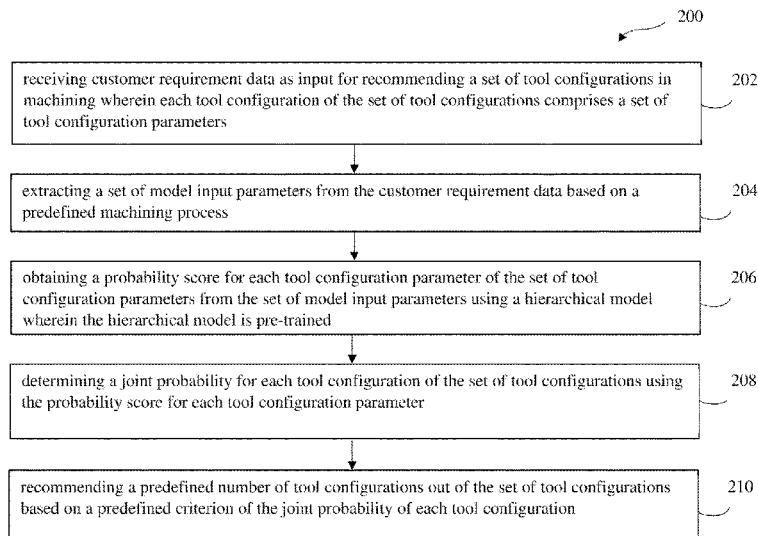 200
receiving customer requirement data as input for recommending a set of tool configurations in
machining wherein each tool configuration of the set of tool configurations comprises a set of
tool configuration parameters
202
extracting a set of model input parameters from the customer requirement data based on a
predefined machining process
204
obtaining a probability score for each tool configuration parameter of the set of tool
configuration parameters from the set of model input parameters using a hierarchical model
wherein the hierarchical model is pre-trained
206
determining a joint probability for each tool configuration of the set of tool configurations using
the probability score for each tool configuration parameter
208
recommending a predefined number of tool configurations out of the set of tool configurations
based on a predefined criterion of the joint probability of each tool configuration
210